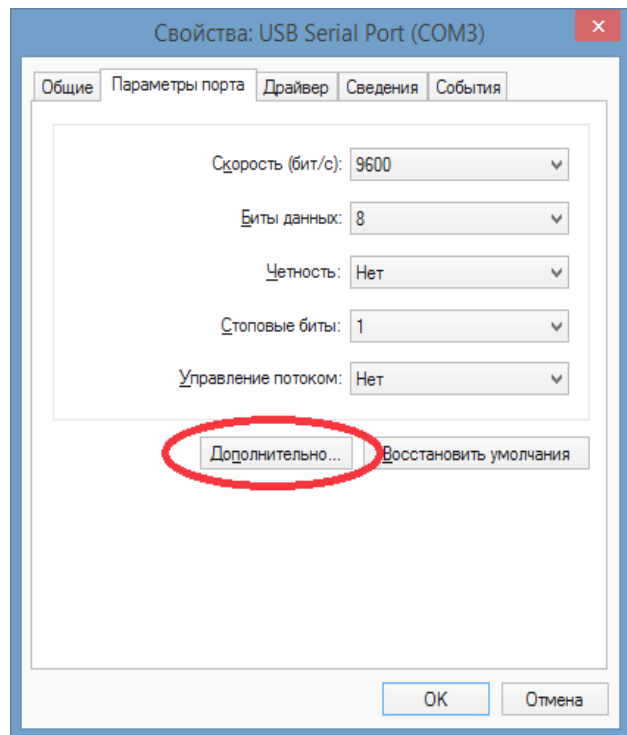 Свойства: USB Serial Port (COM3)
Общие Параметры порта Драйвер Сведения События
Скорость (бит/с): 9600
Биты данных: 8
Четность: Нет
Стоповые биты: 1
Управление потоком: Нет
Дополнительно... Восстановить умолчания
OK Отмена